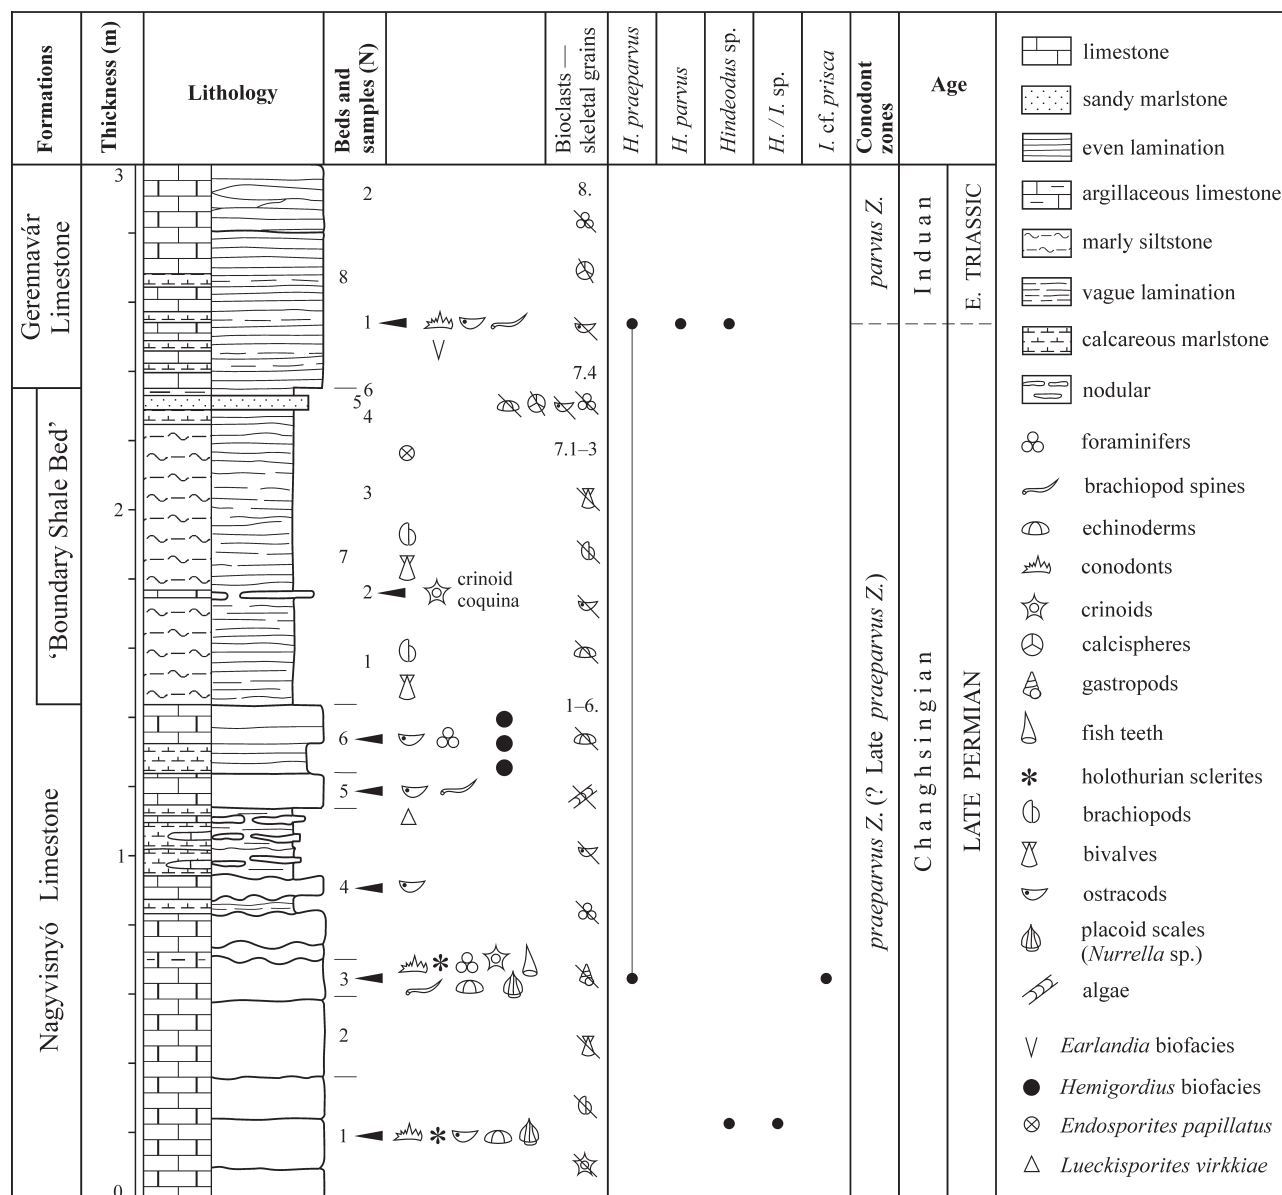 Formations
Thickness (m)
Lithology
Beds and
samples (N)
Bioclasts —
skeletal grains
H. praeparvus
H. parvus
Hindeodus sp.
H. / I. sp.
I. cf. prisca
Conodont
zones
Age
Gerennavár
Limestone
'Boundary Shale Bed'
Nagyvisnyó Limestone
3
2
1
0
2
8
1
6
5
4
3
7
2
1
6
5
4
3
2
1
crinoid
coquina
8.
7.4
7.1–3
1–6.
parvus Z.
praeparvus Z. (? Late praeparvus Z.)
Induan
Changhsingian
E. TRIASSIC
LATE PERMIAN
limestone
sandy marlstone
even lamination
argillaceous limestone
marly siltstone
vague lamination
calcareous marlstone
nodular
foraminifers
brachiopod spines
echinoderms
conodonts
crinoids
calcispheres
gastropods
fish teeth
holothurian sclerites
brachiopods
bivalves
ostracods
placoid scales
(Nurrella sp.)
algae
Earlandia biofacies
Hemigordius biofacies
Endosporites papillatus
Lueckisporites virkkiae